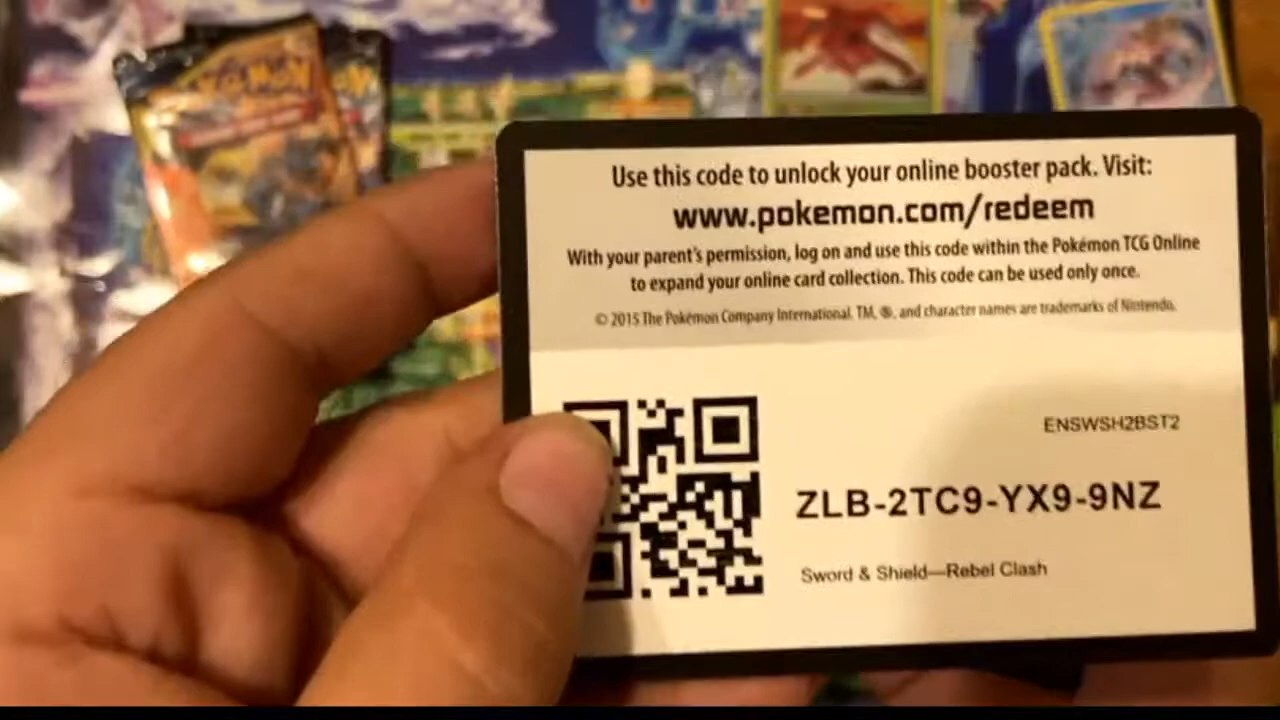 Use this code to unlock your online booster pack. Visit:
www.pokemon.com/redeem
With your parent's permission, log on and use this code within the Pokémon TCG Online
to expand your online card collection. This code can be used only once.
© 2015 The Pokémon Company International. TM, ®, and character names are trademarks of Nintendo.
ENSWSH2BST2
ZLB-2TC9-YX9-9NZ
Sword & Shield—Rebel Clash